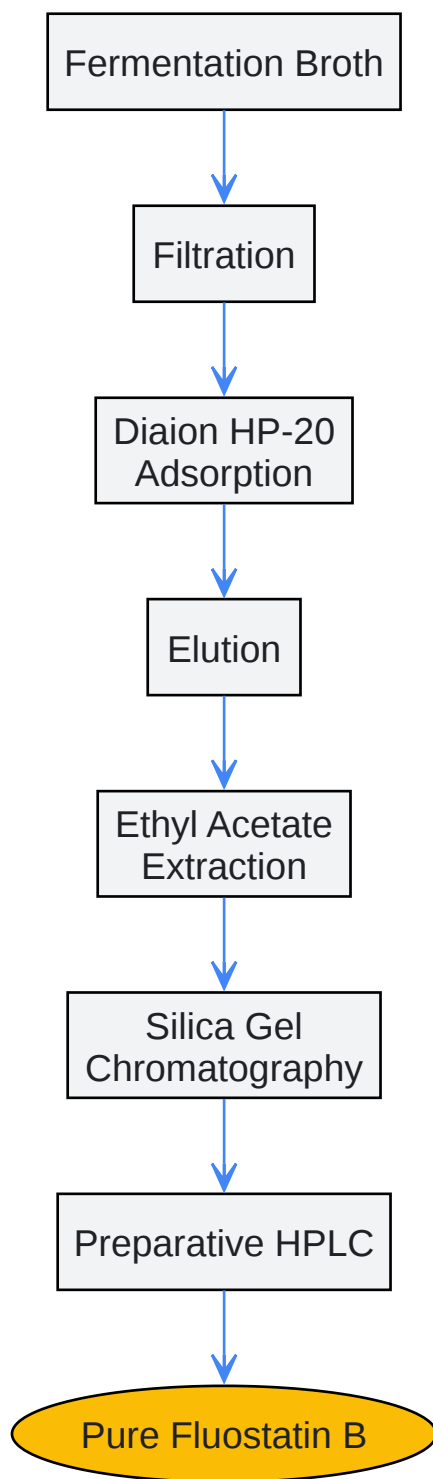 Fermentation Broth
Filtration
Diaion HP-20
Adsorption
Elution
Ethyl Acetate
Extraction
Silica Gel
Chromatography
Preparative HPLC
Pure Fluostatin B